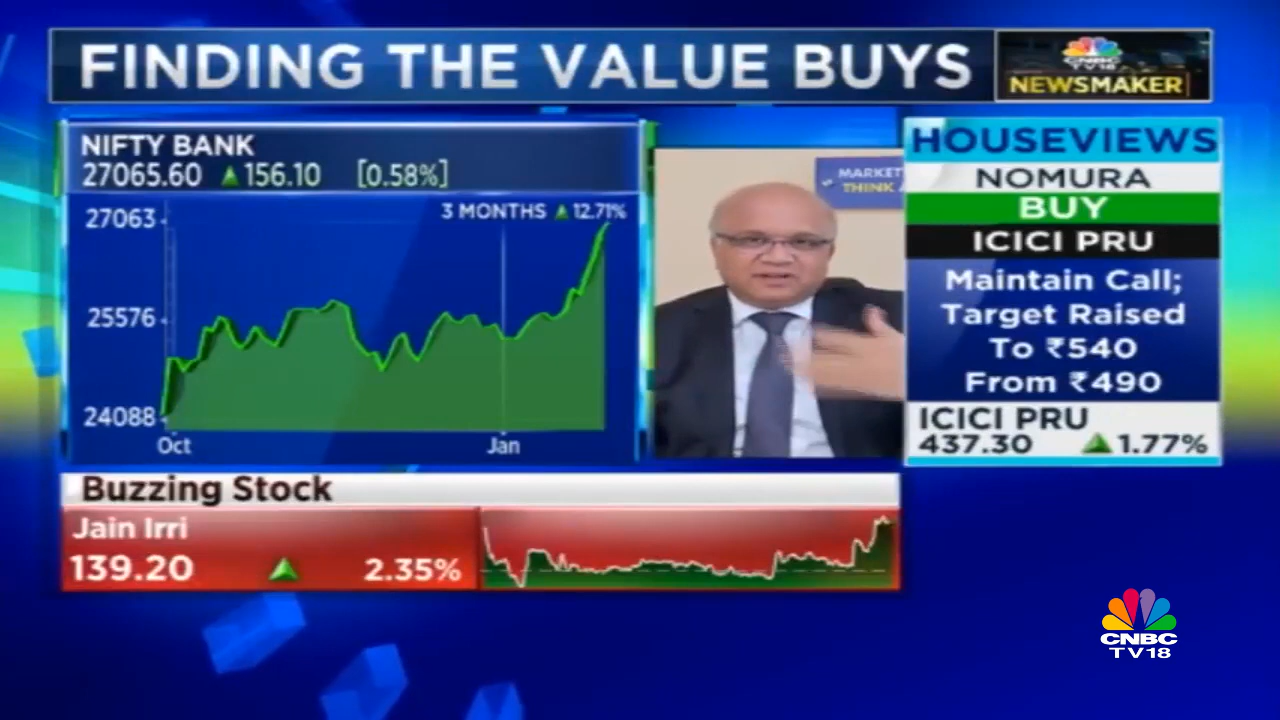 FINDING THE VALUE BUYS
CNBC
TV18
NEWSMAKER
NIFTY BANK
27065.60 ▲ 156.10 [0.58%]
3 MONTHS ▲ 12.71%
27063
25576
24088
Oct
Jan
MARKET
THINK
HOUSEVIEWS
NOMURA
BUY
ICICI PRU
Maintain Call;
Target Raised
To ₹540
From ₹490
ICICI PRU
437.30 ▲ 1.77%
Buzzing Stock
Jain Irri
139.20 ▲ 2.35%
CNBC
TV18